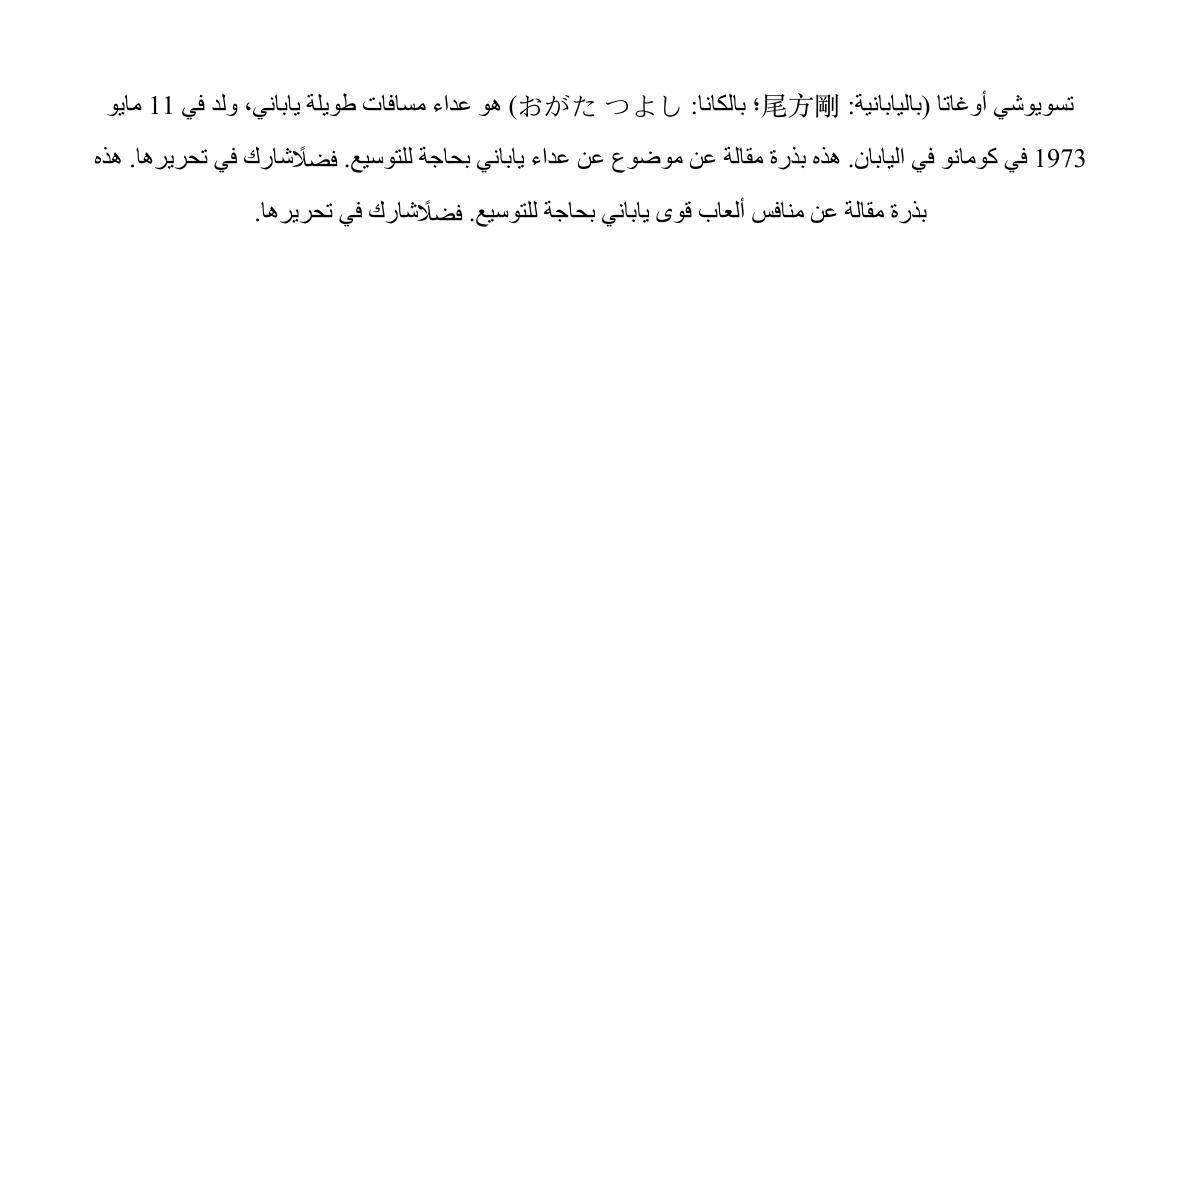 تسويوشي أوغاتا (باليابانية: 尾方剛؛ بالكانا: おがた つよし) هو عداء مسافات طويلة ياباني، ولد في 11 مايو
1973 في كومانو في اليابان. هذه بذرة مقالة عن موضوع عن عداء ياباني بحاجة للتوسيع. فضلًاشارك في تحريرها. هذه
بذرة مقالة عن منافس ألعاب قوى ياباني بحاجة للتوسيع. فضلًاشارك في تحريرها.